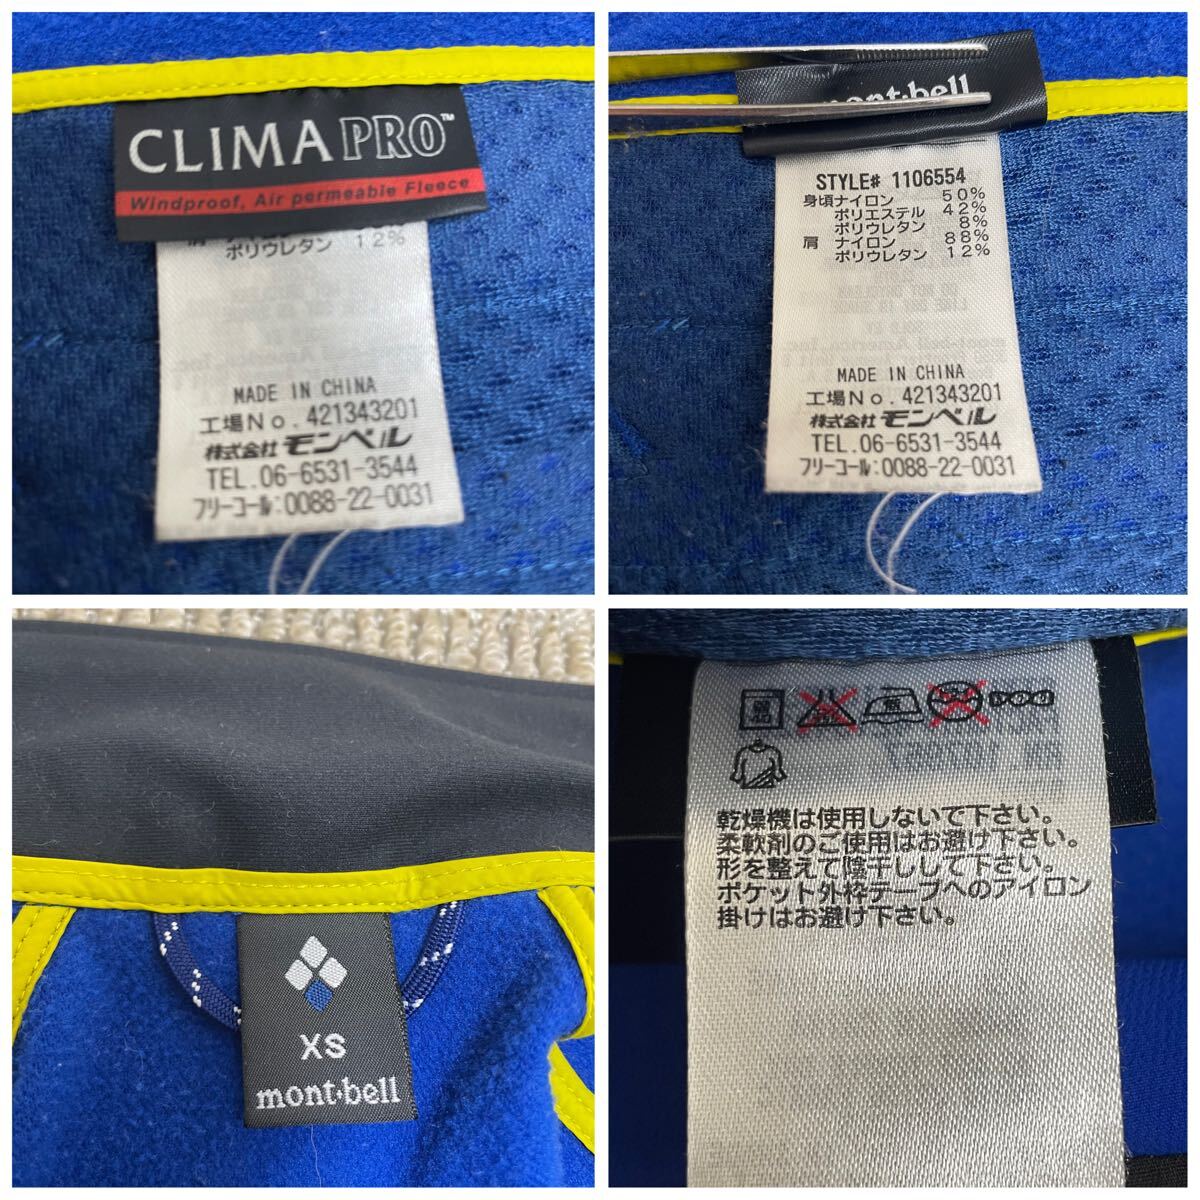 CLIMA PRO™
Windproof, Air permeable Fleece
ポリウレタン 12%
MADE IN CHINA
工場No.421343201
株式会社 モンベル
TEL.06-6531-3544
フリーコール:0088-22-0031
mont-bell
STYLE# 1106554
身頃ナイロン 50%
ポリエステル 42%
ポリウレタン 8%
肩 ナイロン 88%
ポリウレタン 12%
MADE IN CHINA
工場No.421343201
株式会社 モンベル
TEL.06-6531-3544
フリーコール:0088-22-0031
XS
mont-bell
乾燥機は使用しないで下さい。
柔軟剤のご使用はお避け下さい。
形を整えて陰干しして下さい。
ポケット外枠テープへのアイロン
掛けはお避け下さい。